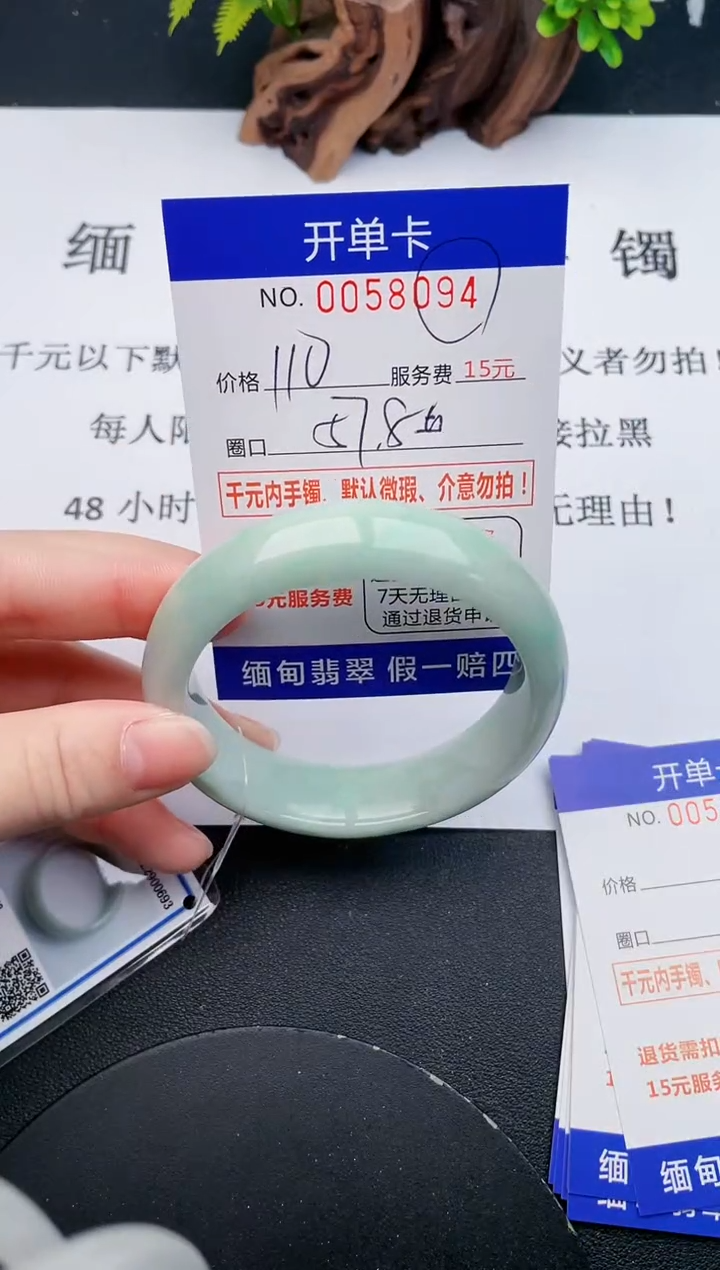 开单卡
NO. 0058094
缅
镯
价格 110 服务费 15元
千元以下默
义者勿拍！
圈口 57.8
每人
接拉黑
千元内手镯. 默认微瑕、介意勿拍！
48 小时
无理由！
元服务费
7天无理
通过退货申
缅甸翡翠 假一赔四
开单卡
NO. 005
价格
圈口
千元内手镯、
退货需扣
15元服务
缅甸
缅